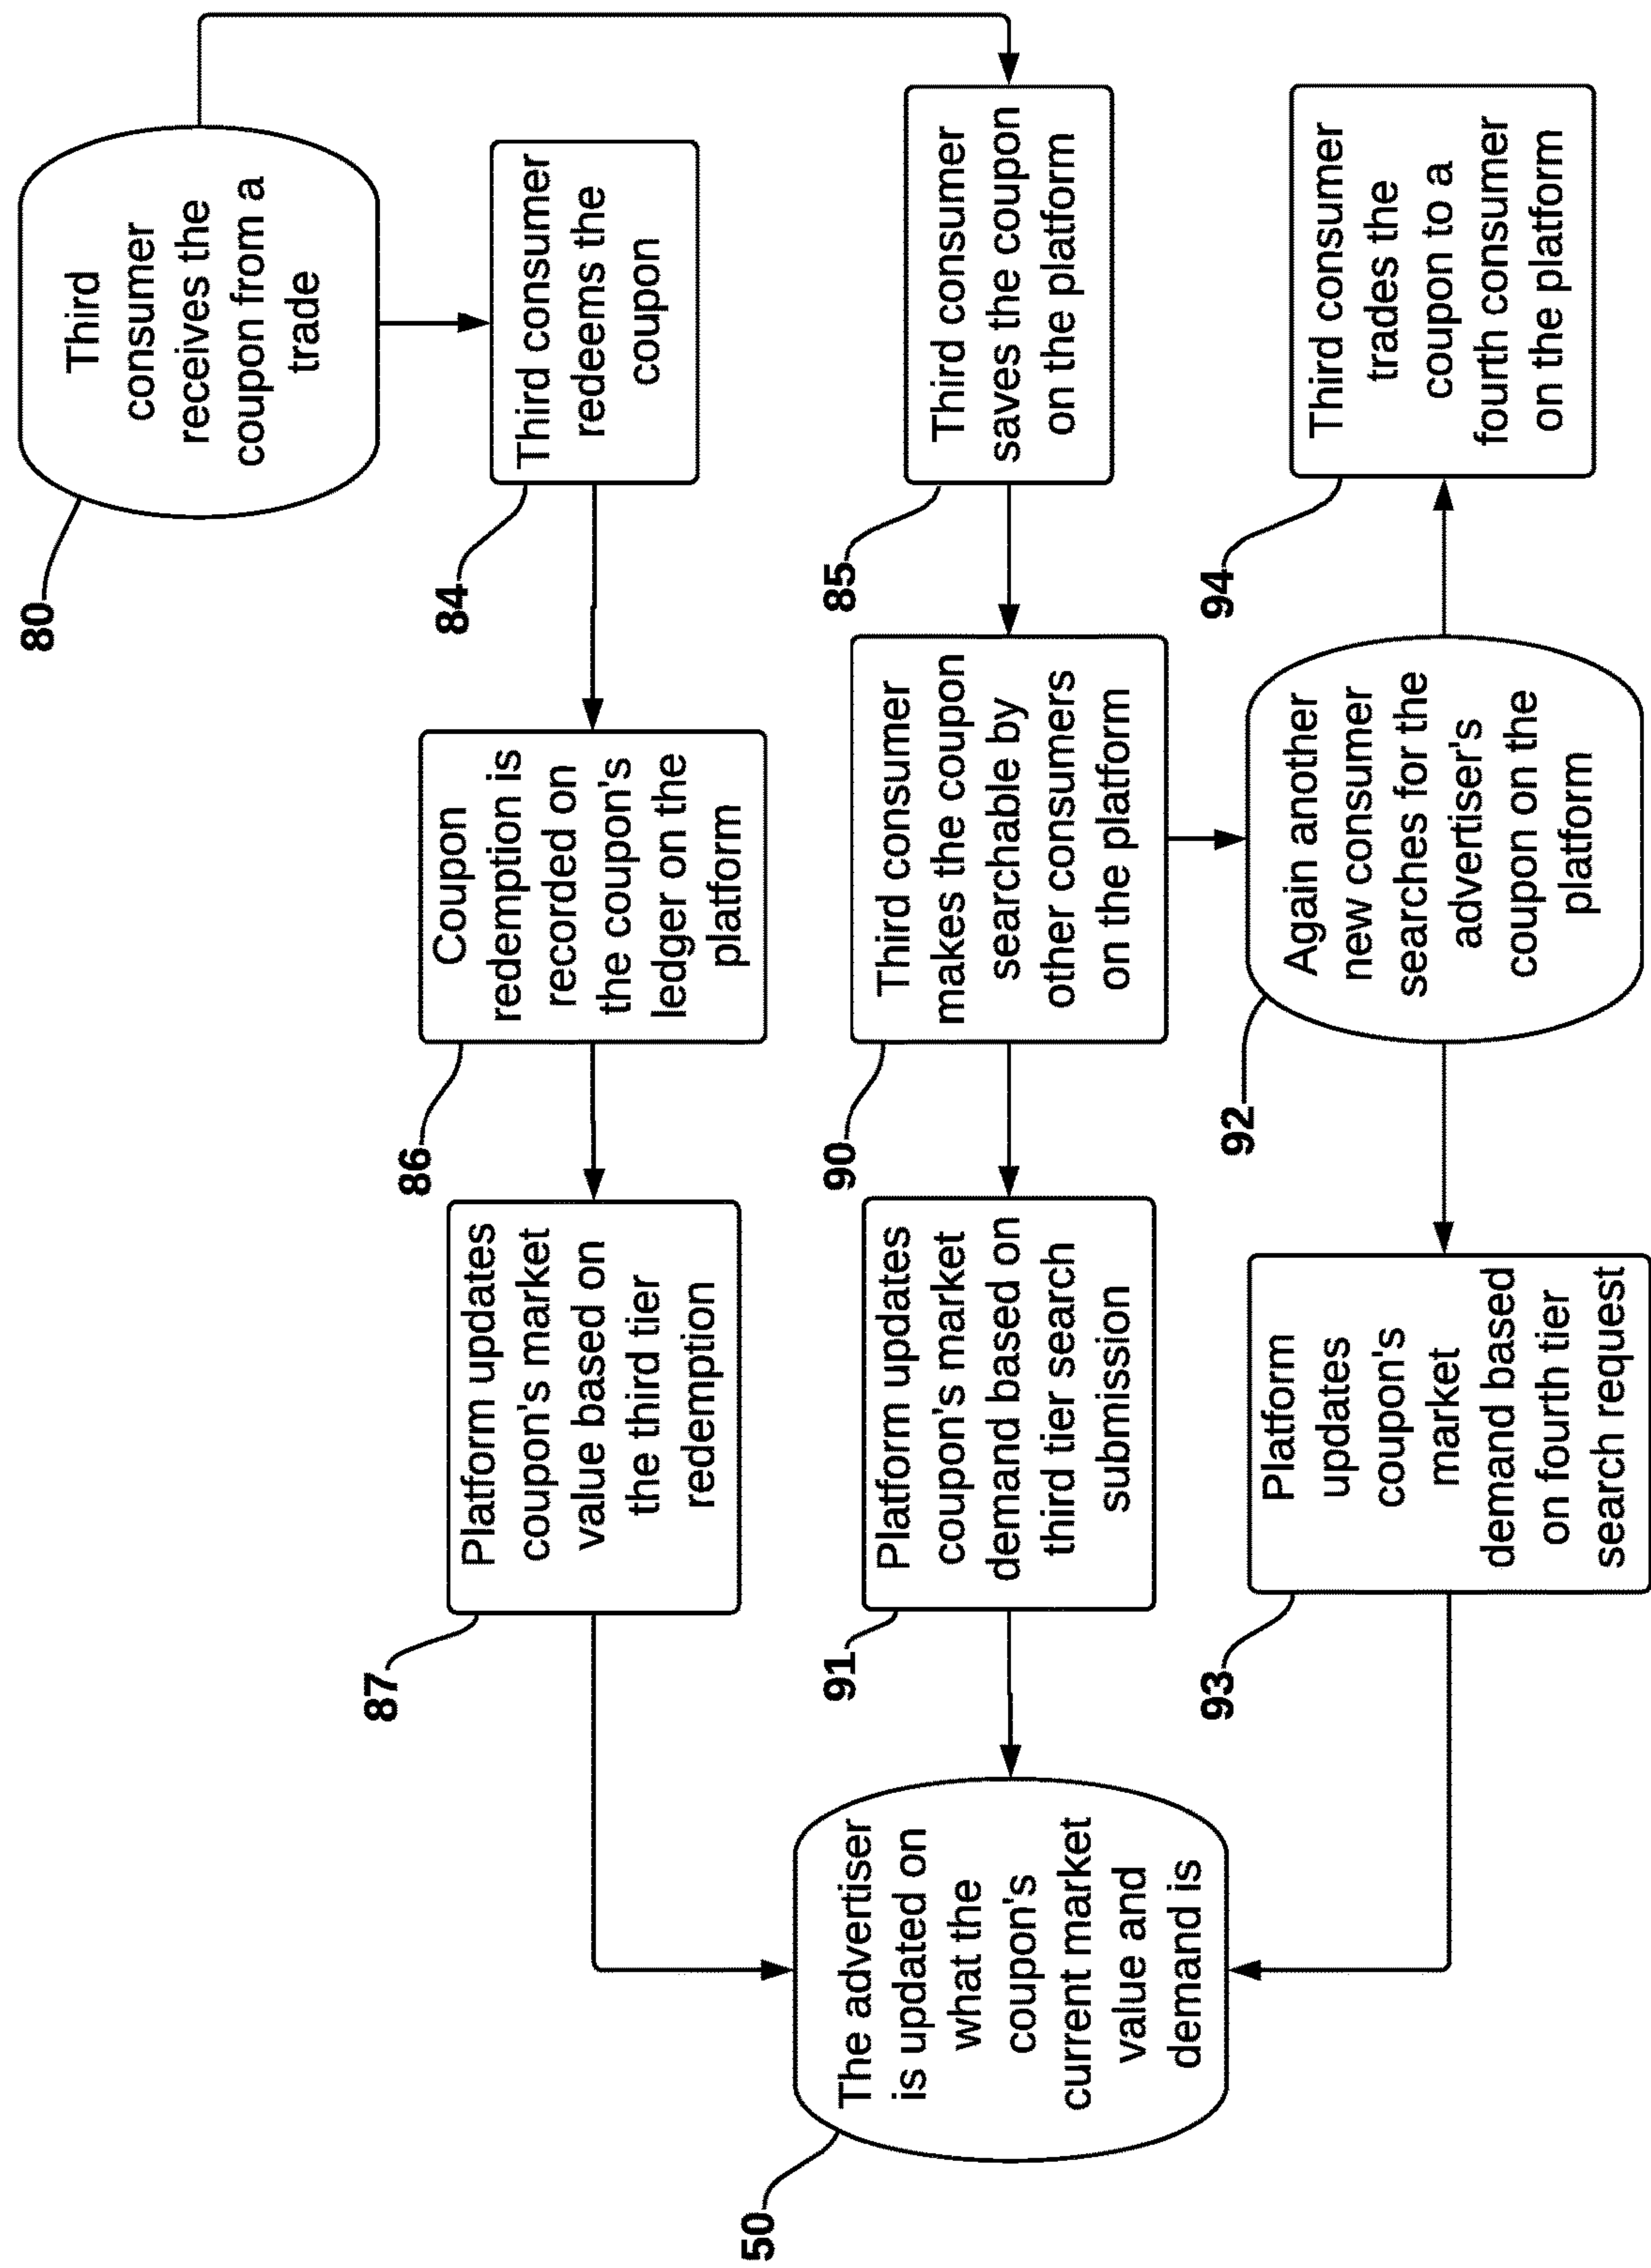 80
Third
consumer
receives the
coupon from a
trade
84
Third consumer
redeems the
coupon
86
Coupon
redemption is
recorded on
the coupon's
ledger on the
platform
87
Platform updates
coupon's market
value based on
the third tier
redemption
85
Third consumer
saves the coupon
on the platform
90
Third consumer
makes the coupon
searchable by
other consumers
on the platform
91
Platform updates
coupon's market
demand based on
third tier search
submission
50
The advertiser
is updated on
what the
coupon's
current market
value and
demand is
94
Third consumer
trades the
coupon to a
fourth consumer
on the platform
92
Again another
new consumer
searches for the
advertiser's
coupon on the
platform
93
Platform
updates
coupon's
market
demand based
on fourth tier
search request